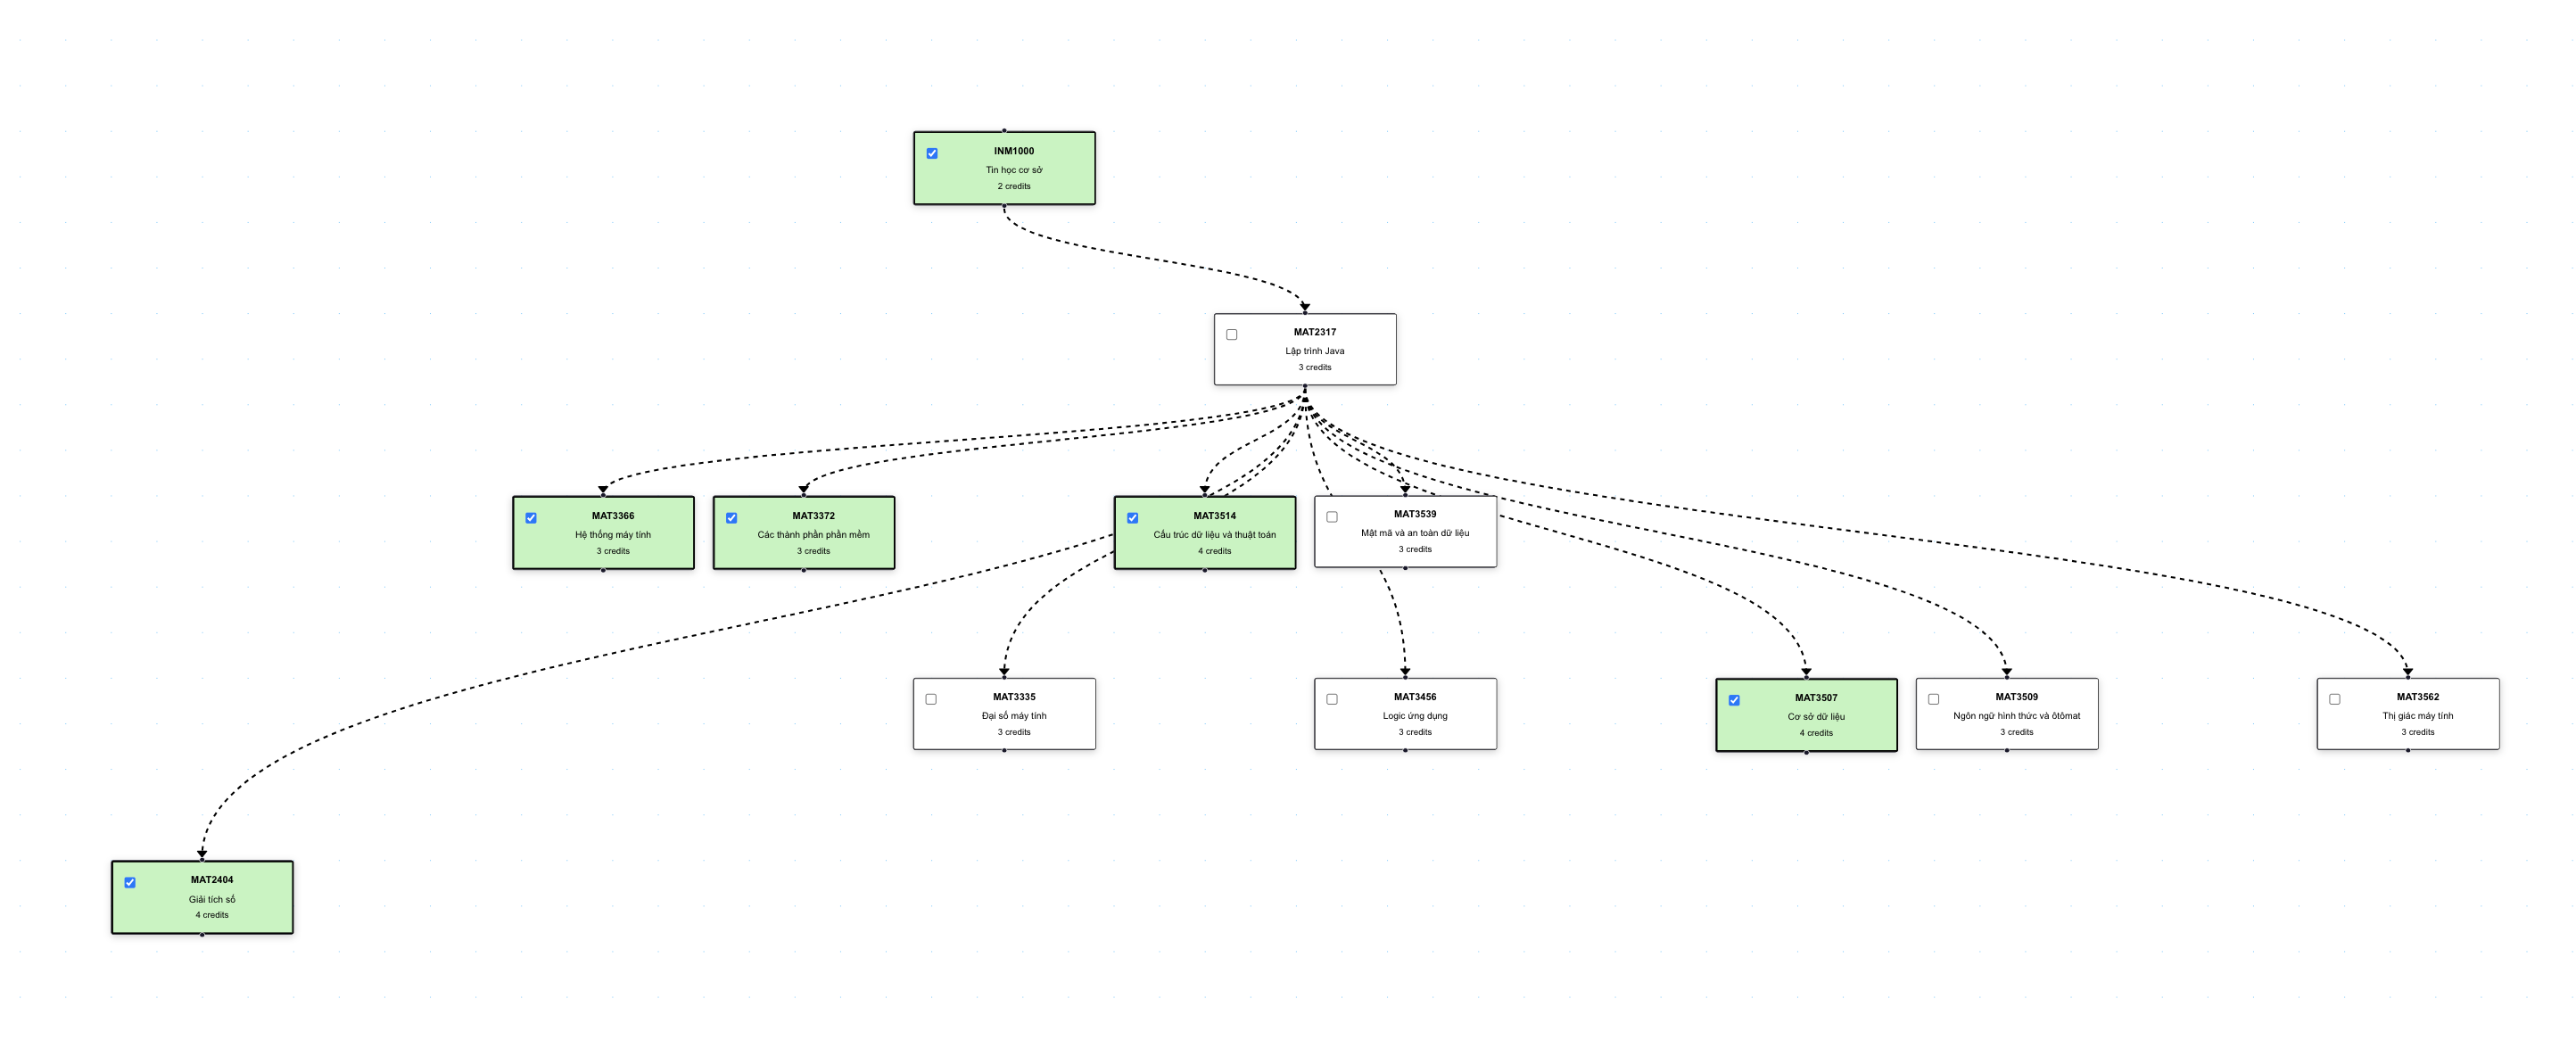 INM1000
Tin học cơ sở
2 credits
MAT2317
Lập trình Java
3 credits
MAT3366
Hệ thống máy tính
3 credits
MAT3372
Các thành phần phần mềm
3 credits
MAT3514
Cấu trúc dữ liệu và thuật toán
4 credits
MAT3539
Mật mã và an toàn dữ liệu
3 credits
MAT3335
Đại số máy tính
3 credits
MAT3456
Logic ứng dụng
3 credits
MAT3507
Cơ sở dữ liệu
4 credits
MAT3509
Ngôn ngữ hình thức và ôtômat
3 credits
MAT3562
Thị giác máy tính
3 credits
MAT2404
Giải tích số
4 credits